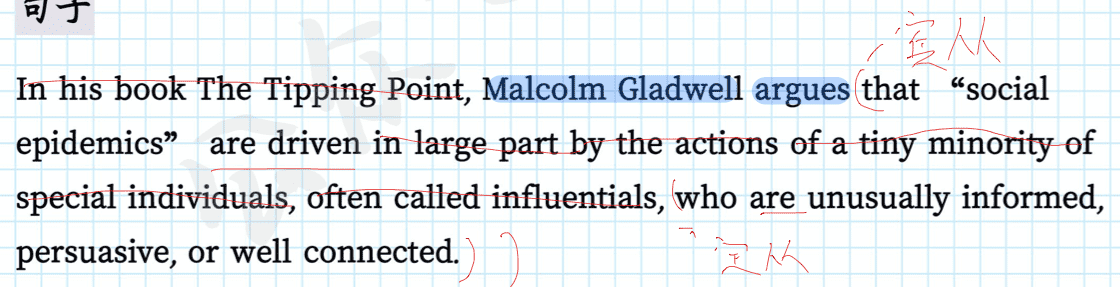 句子
定从
In his book The Tipping Point, Malcolm Gladwell argues that “social
epidemics” are driven in large part by the actions of a tiny minority of
special individuals, often called influentials, who are unusually informed,
persuasive, or well connected.
定从